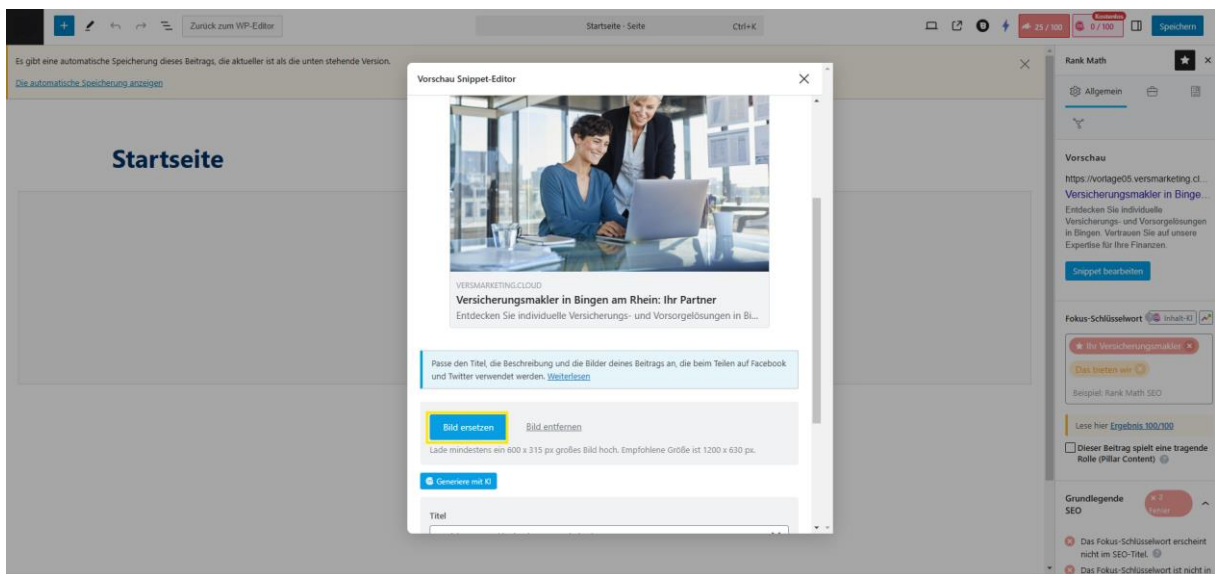 Zurück zum WP-Editor
Startseite · Seite
Ctrl+K
25 / 100
Kostenlos
0 / 100
Speichern
Es gibt eine automatische Speicherung dieses Beitrags, die aktueller ist als die unten stehende Version.
Die automatische Speicherung anzeigen
Startseite
Vorschau Snippet-Editor
VERSMARKETING.CLOUD
Versicherungsmakler in Bingen am Rhein: Ihr Partner
Entdecken Sie individuelle Versicherungs- und Vorsorgelösungen in Bi...
Passe den Titel, die Beschreibung und die Bilder deines Beitrags an, die beim Teilen auf Facebook
und Twitter verwendet werden. Weiterlesen
Bild ersetzen
Bild entfernen
Lade mindestens ein 600 x 315 px großes Bild hoch. Empfohlene Größe ist 1200 x 630 px.
Generiere mit KI
Titel
Rank Math
Allgemein
Vorschau
https://vorlage05.versmarketing.cl...
Versicherungsmakler in Binge...
Entdecken Sie individuelle
Versicherungs- und Vorsorgelösungen
in Bingen. Vertrauen Sie auf unsere
Expertise für Ihre Finanzen.
Snippet bearbeiten
Fokus-Schlüsselwort
Inhalt-KI
Ihr Versicherungsmakler
Das bieten wir
Beispiel: Rank Math SEO
Lese hier Ergebnis 100/100
Dieser Beitrag spielt eine tragende
Rolle (Pillar Content)
Grundlegende
SEO
× 3
Fehler
Das Fokus-Schlüsselwort erscheint
nicht im SEO-Titel.
Das Fokus-Schlüsselwort ist nicht in